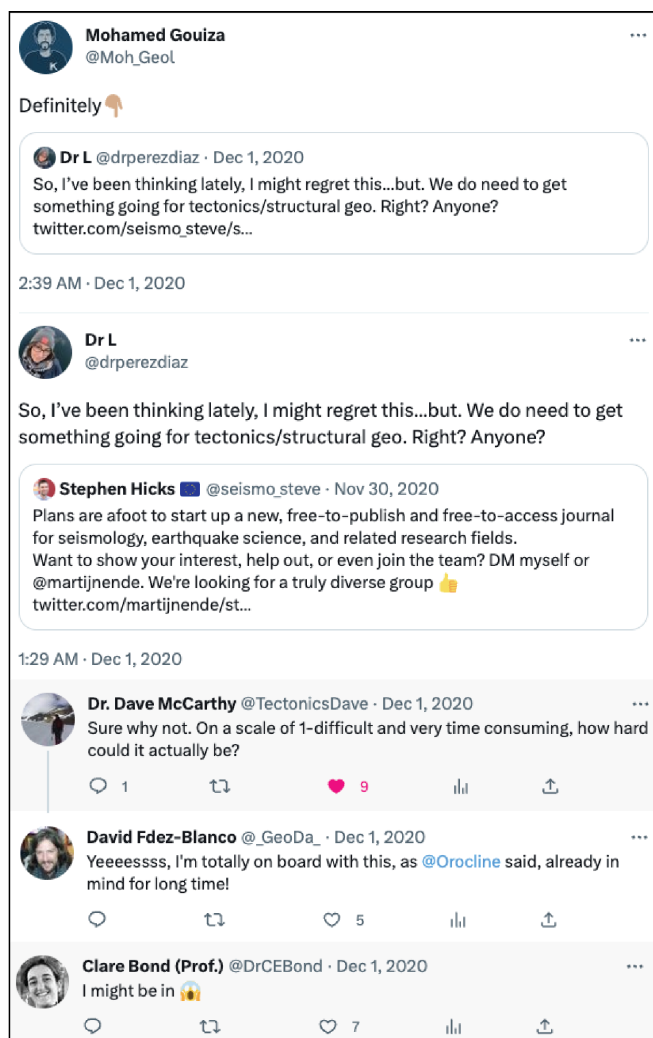 Mohamed Gouiza
@Moh_Geol
Definitely👇🏼
Dr L @drperezdiaz · Dec 1, 2020
So, I've been thinking lately, I might regret this...but. We do need to get
something going for tectonics/structural geo. Right? Anyone?
twitter.com/seismo_steve/s...
2:39 AM · Dec 1, 2020
Dr L
@drperezdiaz
So, I've been thinking lately, I might regret this...but. We do need to get
something going for tectonics/structural geo. Right? Anyone?
Stephen Hicks 🇪🇺 @seismo_steve · Nov 30, 2020
Plans are afoot to start up a new, free-to-publish and free-to-access journal
for seismology, earthquake science, and related research fields.
Want to show your interest, help out, or even join the team? DM myself or
@martijnende. We're looking for a truly diverse group 👍
twitter.com/martijnende/st...
1:29 AM · Dec 1, 2020
Dr. Dave McCarthy @TectonicsDave · Dec 1, 2020
Sure why not. On a scale of 1-difficult and very time consuming, how hard
could it actually be?
1 9
David Fdez-Blanco @_GeoDa_ · Dec 1, 2020
Yeeeessss, I'm totally on board with this, as @Orocline said, already in
mind for long time!
5
Clare Bond (Prof.) @DrCEBond · Dec 1, 2020
I might be in 😱
7